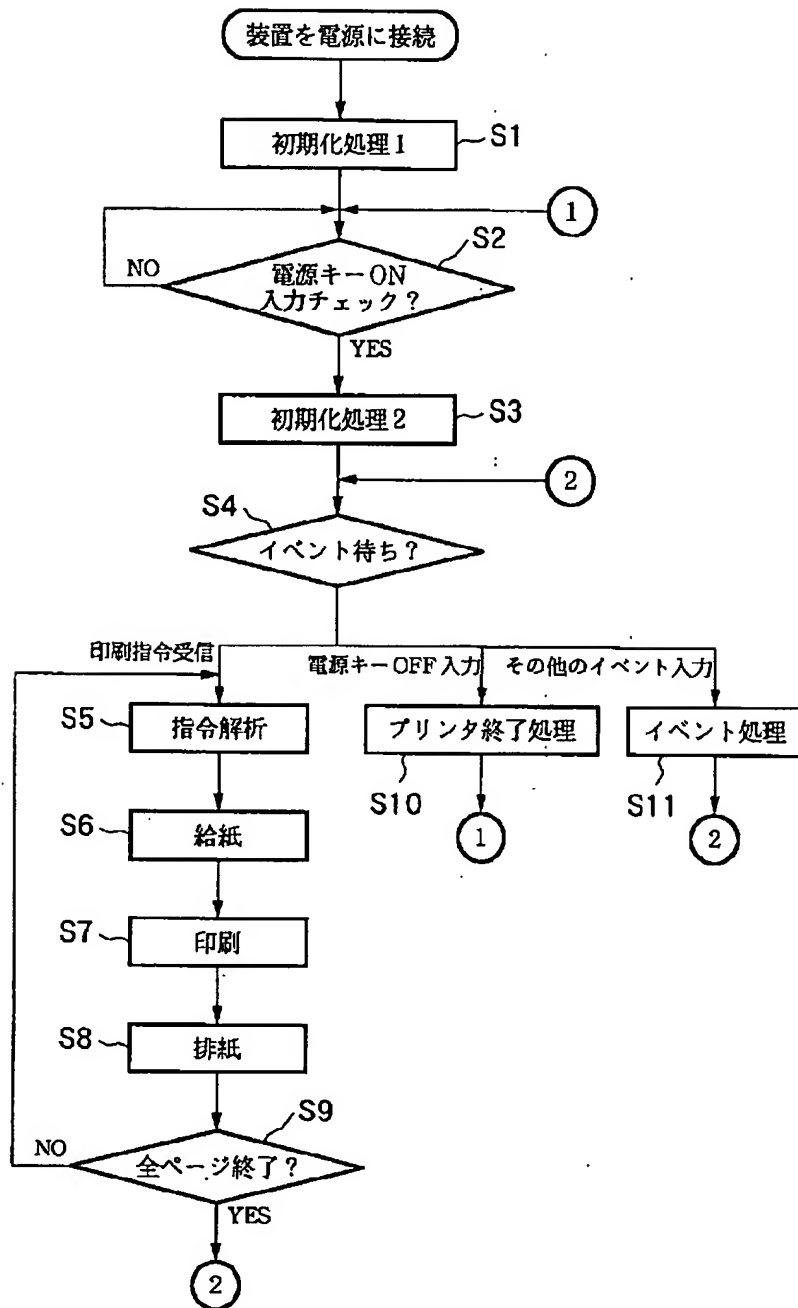 装置を電源に接続
初期化処理1
S1
1
S2
NO
電源キーON
入力チェック?
YES
初期化処理2
S3
2
S4
イベント待ち?
印刷指令受信
電源キーOFF入力
その他のイベント入力
S5
指令解析
プリンタ終了処理
イベント処理
S10
S11
S6
給紙
1
2
S7
印刷
S8
排紙
S9
NO
全ページ終了?
YES
2